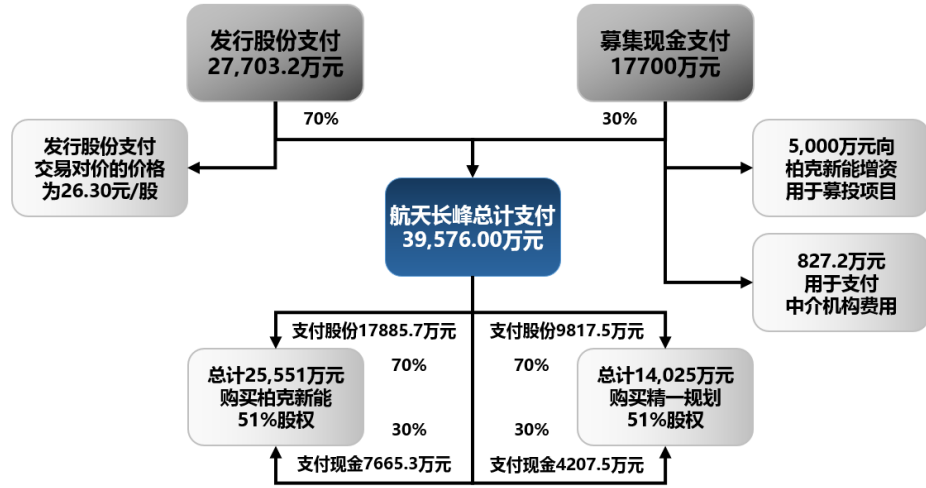 发行股份支付
27,703.2万元
募集现金支付
17700万元
70%
30%
发行股份支付
交易对价的价格
为26.30元/股
5,000万元向
柏克新能增资
用于募投项目
航天长峰总计支付
39,576.00万元
827.2万元
用于支付
中介机构费用
支付股份17885.7万元
支付股份9817.5万元
总计25,551万元
购买柏克新能
51%股权
70%
70%
总计14,025万元
购买精一规划
51%股权
30%
30%
支付现金7665.3万元
支付现金4207.5万元